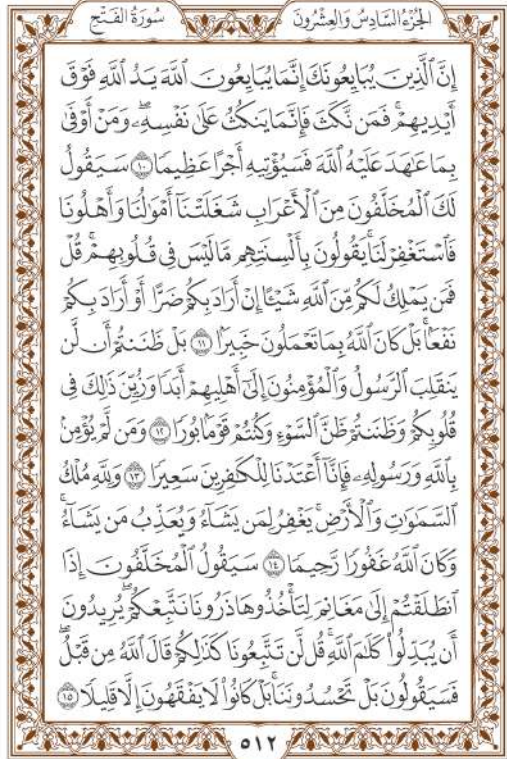 الجُزْءُ السَّادِسُ وَالعِشْرُونَ
سُورَةُ الفَتْحِ
إِنَّ ٱلَّذِينَ يُبَايِعُونَكَ إِنَّمَا يُبَايِعُونَ ٱللَّهَ يَدُ ٱللَّهِ فَوْقَ
أَيْدِيهِمْۚ فَمَن نَّكَثَ فَإِنَّمَا يَنكُثُ عَلَىٰ نَفْسِهِۦۖ وَمَنْ أَوْفَىٰ
بِمَا عَٰهَدَ عَلَيْهُ ٱللَّهَ فَسَيُؤْتِيهِ أَجْرًا عَظِيمًا ١٠ سَيَقُولُ
لَكَ ٱلْمُخَلَّفُونَ مِنَ ٱلْأَعْرَابِ شَغَلَتْنَآ أَمْوَٰلُنَا وَأَهْلُونَا
فَٱسْتَغْفِرْ لَنَاۚ يَقُولُونَ بِأَلْسِنَتِهِم مَّا لَيْسَ فِى قُلُوبِهِمْۚ قُلْ
فَمَن يَمْلِكُ لَكُم مِّنَ ٱللَّهِ شَيْـًٔا إِنْ أَرَادَ بِكُمْ ضَرًّا أَوْ أَرَادَ بِكُمْ
نَفْعًۢاۚ بَلْ كَانَ ٱللَّهُ بِمَا تَعْمَلُونَ خَبِيرًۢا ١١ بَلْ ظَنَنتُمْ أَن لَّن
يَنقَلِبَ ٱلرَّسُولُ وَٱلْمُؤْمِنُونَ إِلَىٰٓ أَهْلِيهِمْ أَبَدًا وَزُيِّنَ ذَٰلِكَ فِى
قُلُوبِكُمْ وَظَنَنتُمْ ظَنَّ ٱلسَّوْءِ وَكُنتُمْ قَوْمًۢا بُورًا ١٢ وَمَن لَّمْ يُؤْمِنۢ
بِٱللَّهِ وَرَسُولِهِۦ فَإِنَّآ أَعْتَدْنَا لِلْكَٰفِرِينَ سَعِيرًا ١٣ وَلِلَّهِ مُلْكُ
ٱلسَّمَٰوَٰتِ وَٱلْأَرْضِۚ يَغْفِرُ لِمَن يَشَآءُ وَيُعَذِّبُ مَن يَشَآءُۚ
وَكَانَ ٱللَّهُ غَفُورًا رَّحِيمًا ١٤ سَيَقُولُ ٱلْمُخَلَّفُونَ إِذَا
ٱنطَلَقْتُمْ إِلَىٰ مَغَانِمَ لِتَأْخُذُوهَا ذَرُونَا نَتَّبِعْكُمْۖ يُرِيدُونَ
أَن يُبَدِّلُوا۟ كَلَٰمَ ٱللَّهِۚ قُل لَّن تَتَّبِعُونَا كَذَٰلِكُمْ قَالَ ٱللَّهُ مِن قَبْلُۖ
فَسَيَقُولُونَ بَلْ تَحْسُدُونَنَاۚ بَلْ كَانُوا۟ لَا يَفْقَهُونَ إِلَّا قَلِيلًا ١٥
٥١٢